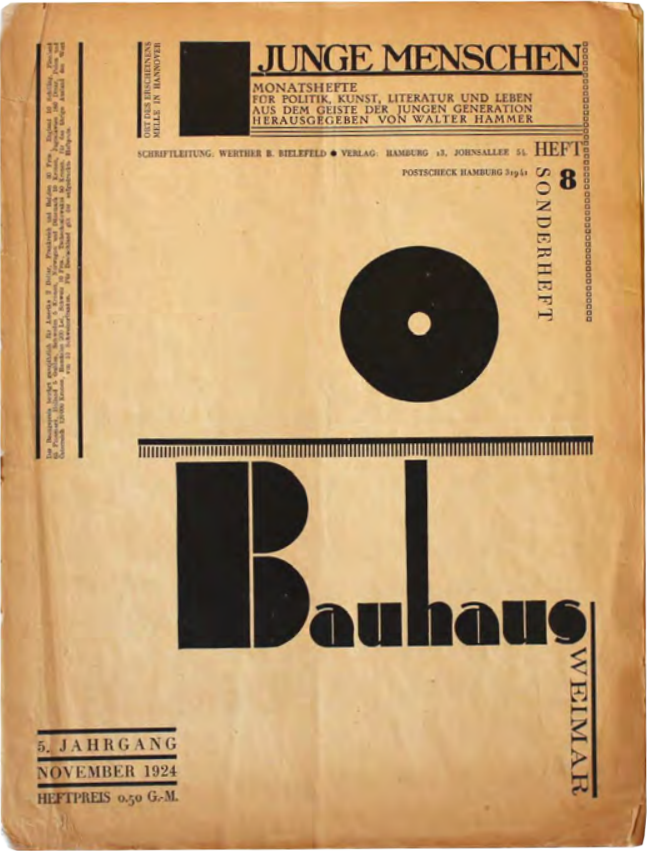 JUNGE MENSCHEN
MONATSHEFTE
FÜR POLITIK, KUNST, LITERATUR UND LEBEN
AUS DEM GEISTE DER JUNGEN GENERATION
HERAUSGEGEBEN VON WALTER HAMMER
ORT DES ERSCHEINENS
MELLE IN HANNOVER
SCHRIFTLEITUNG: WERTHER B. BIELEFELD ● VERLAG: HAMBURG 13, JOHNSALLEE 54.
POSTSCHECK HAMBURG 31941
HEFT
8
SONDERHEFT
Bauhaus
WEIMAR
5. JAHRGANG
NOVEMBER 1924
HEFTPREIS 0.50 G.-M.